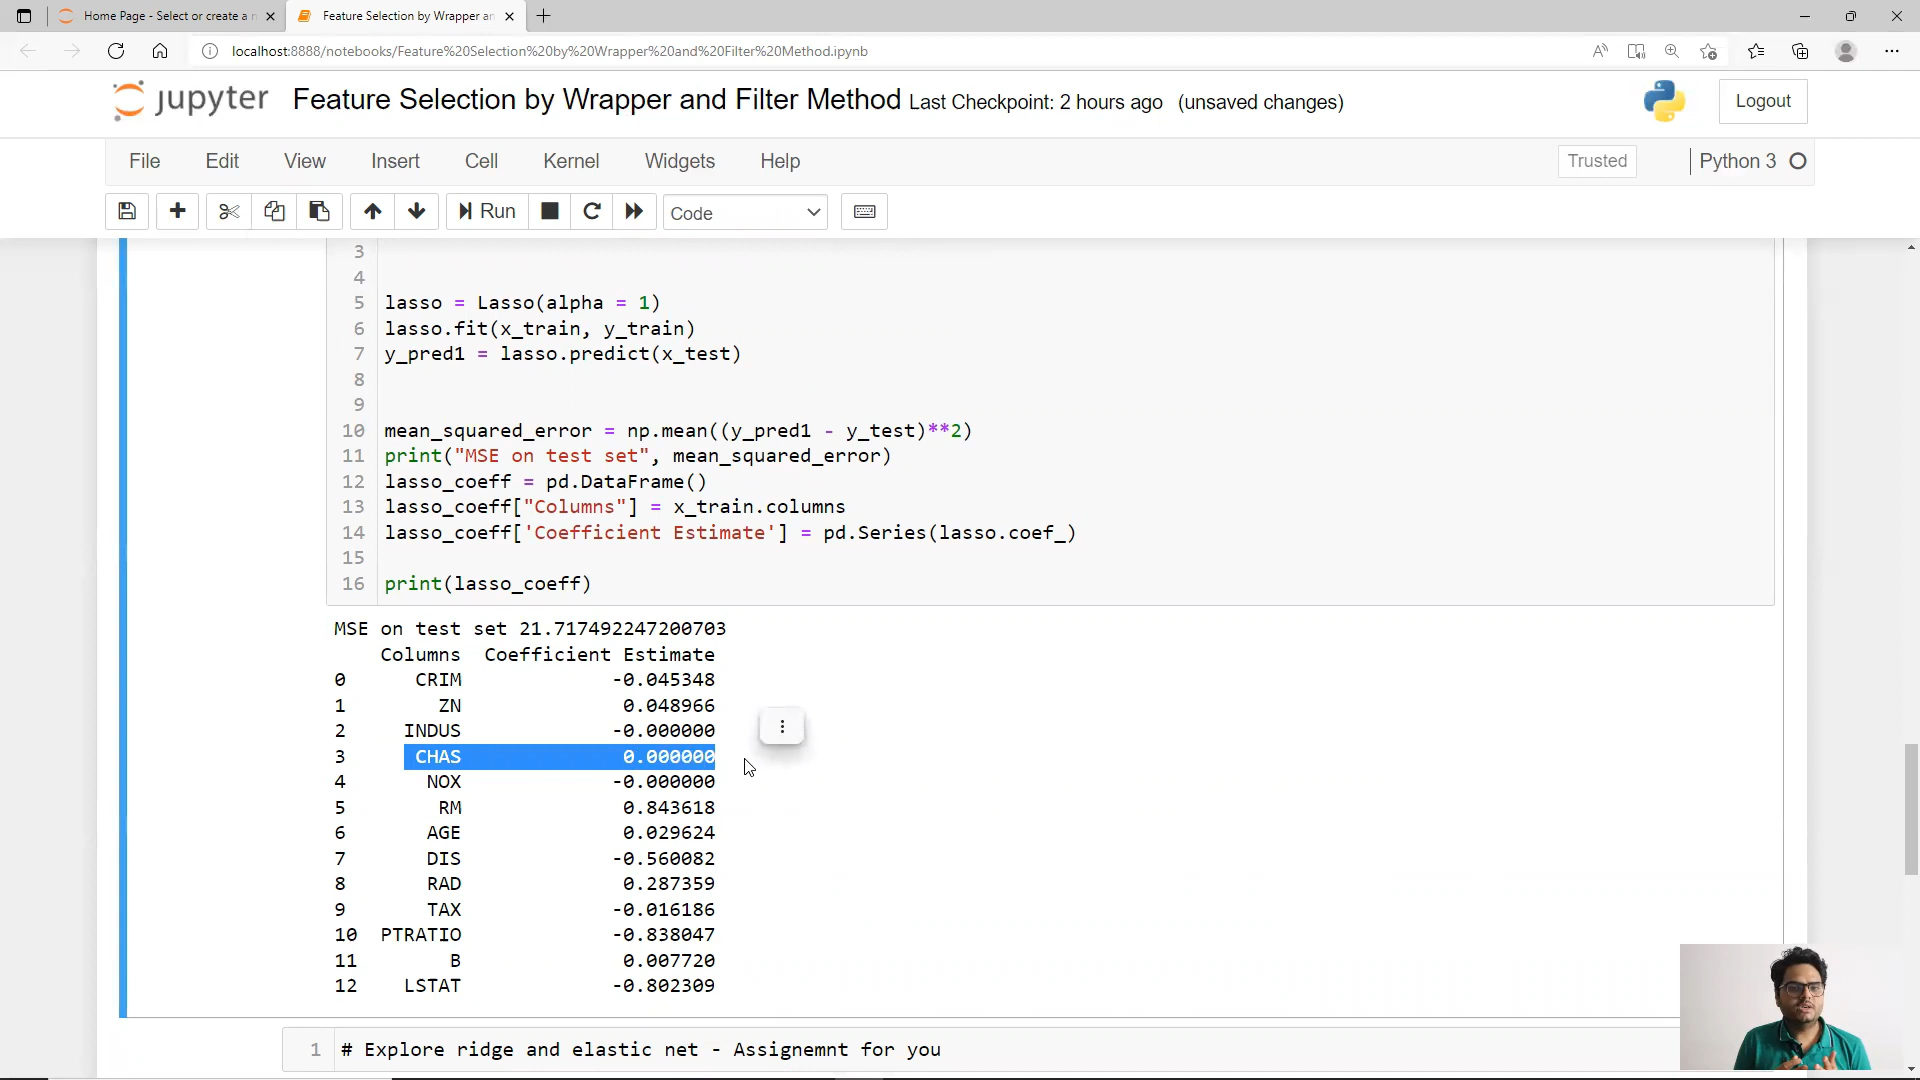 Home Page - Select or create a n
Feature Selection by Wrapper an
localhost:8888/notebooks/Feature%20Selection%20by%20Wrapper%20and%20Filter%20Method.ipynb
jupyter Feature Selection by Wrapper and Filter Method Last Checkpoint: 2 hours ago (unsaved changes)
Logout
File Edit View Insert Cell Kernel Widgets Help
Trusted
Python 3
Run
Code
3
4
5 lasso = Lasso(alpha = 1)
6 lasso.fit(x_train, y_train)
7 y_pred1 = lasso.predict(x_test)
8
9
10 mean_squared_error = np.mean((y_pred1 - y_test)**2)
11 print("MSE on test set", mean_squared_error)
12 lasso_coeff = pd.DataFrame()
13 lasso_coeff["Columns"] = x_train.columns
14 lasso_coeff['Coefficient Estimate'] = pd.Series(lasso.coef_)
15
16 print(lasso_coeff)
MSE on test set 21.717492247200703
Columns Coefficient Estimate
0 CRIM -0.045348
1 ZN 0.048966
2 INDUS -0.000000
3 CHAS 0.000000
4 NOX -0.000000
5 RM 0.843618
6 AGE 0.029624
7 DIS -0.560082
8 RAD 0.287359
9 TAX -0.016186
10 PTRATIO -0.838047
11 B 0.007720
12 LSTAT -0.802309
1 # Explore ridge and elastic net - Assignemnt for you